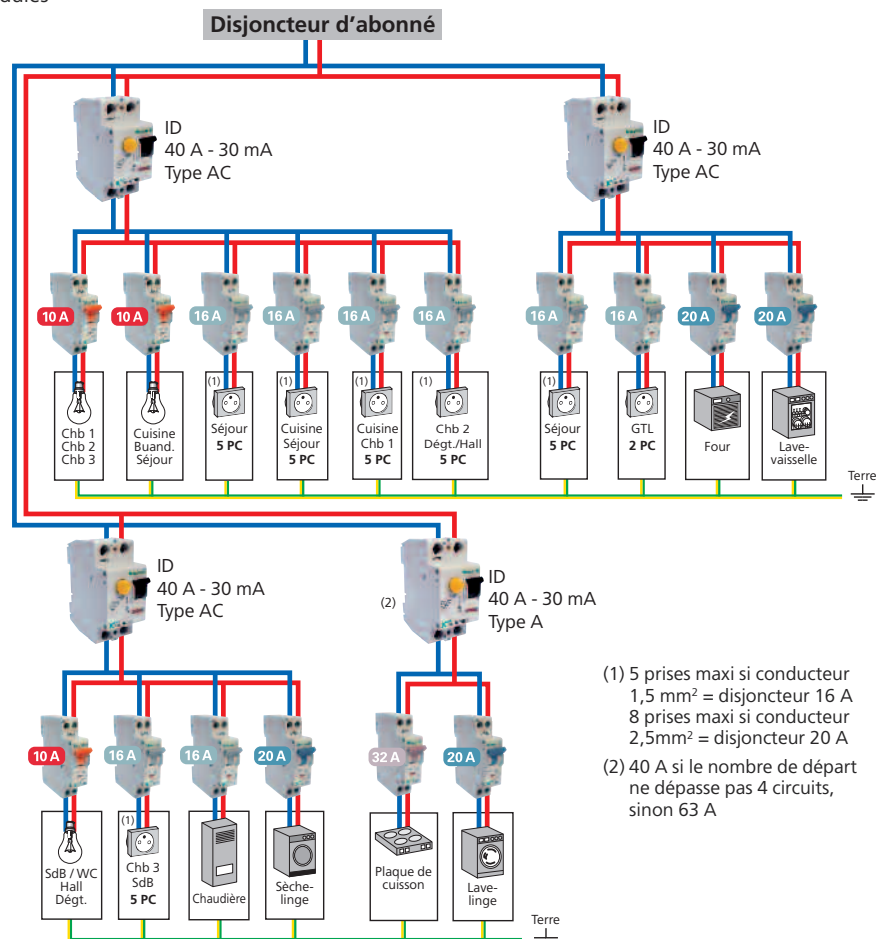 Disjoncteur d'abonné
ID
40 A - 30 mA
Type AC
ID
40 A - 30 mA
Type AC
10 A
10 A
16 A
16 A
16 A
16 A
16 A
16 A
20 A
20 A
Chb 1
Chb 2
Chb 3
Cuisine
Buand.
Séjour
(1)
Séjour
5 PC
(1)
Cuisine
Séjour
5 PC
(1)
Cuisine
Chb 1
5 PC
(1)
Chb 2
Dégt./Hall
5 PC
(1)
Séjour
5 PC
GTL
2 PC
Four
Lave-
vaisselle
Terre
ID
40 A - 30 mA
Type AC
(2)
ID
40 A - 30 mA
Type A
10 A
16 A
16 A
20 A
32 A
20 A
SdB / WC
Hall
Dégt.
(1)
Chb 3
SdB
5 PC
Chaudière
Sèche-
linge
Plaque de
cuisson
Lave-
linge
Terre
(1) 5 prises maxi si conducteur
1,5 mm² = disjoncteur 16 A
8 prises maxi si conducteur
2,5mm² = disjoncteur 20 A
(2) 40 A si le nombre de départ
ne dépasse pas 4 circuits,
sinon 63 A